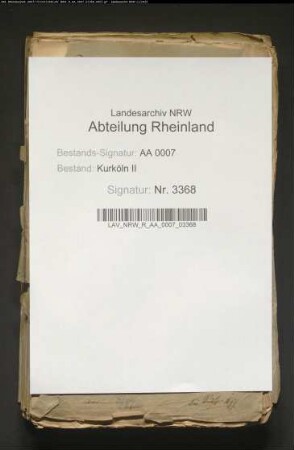 Landesarchiv NRW
Abteilung Rheinland
Bestands-Signatur: AA 0007
Bestand: Kurköln II
Signatur: Nr. 3368
LAV_NRW_R_AA_0007_03368